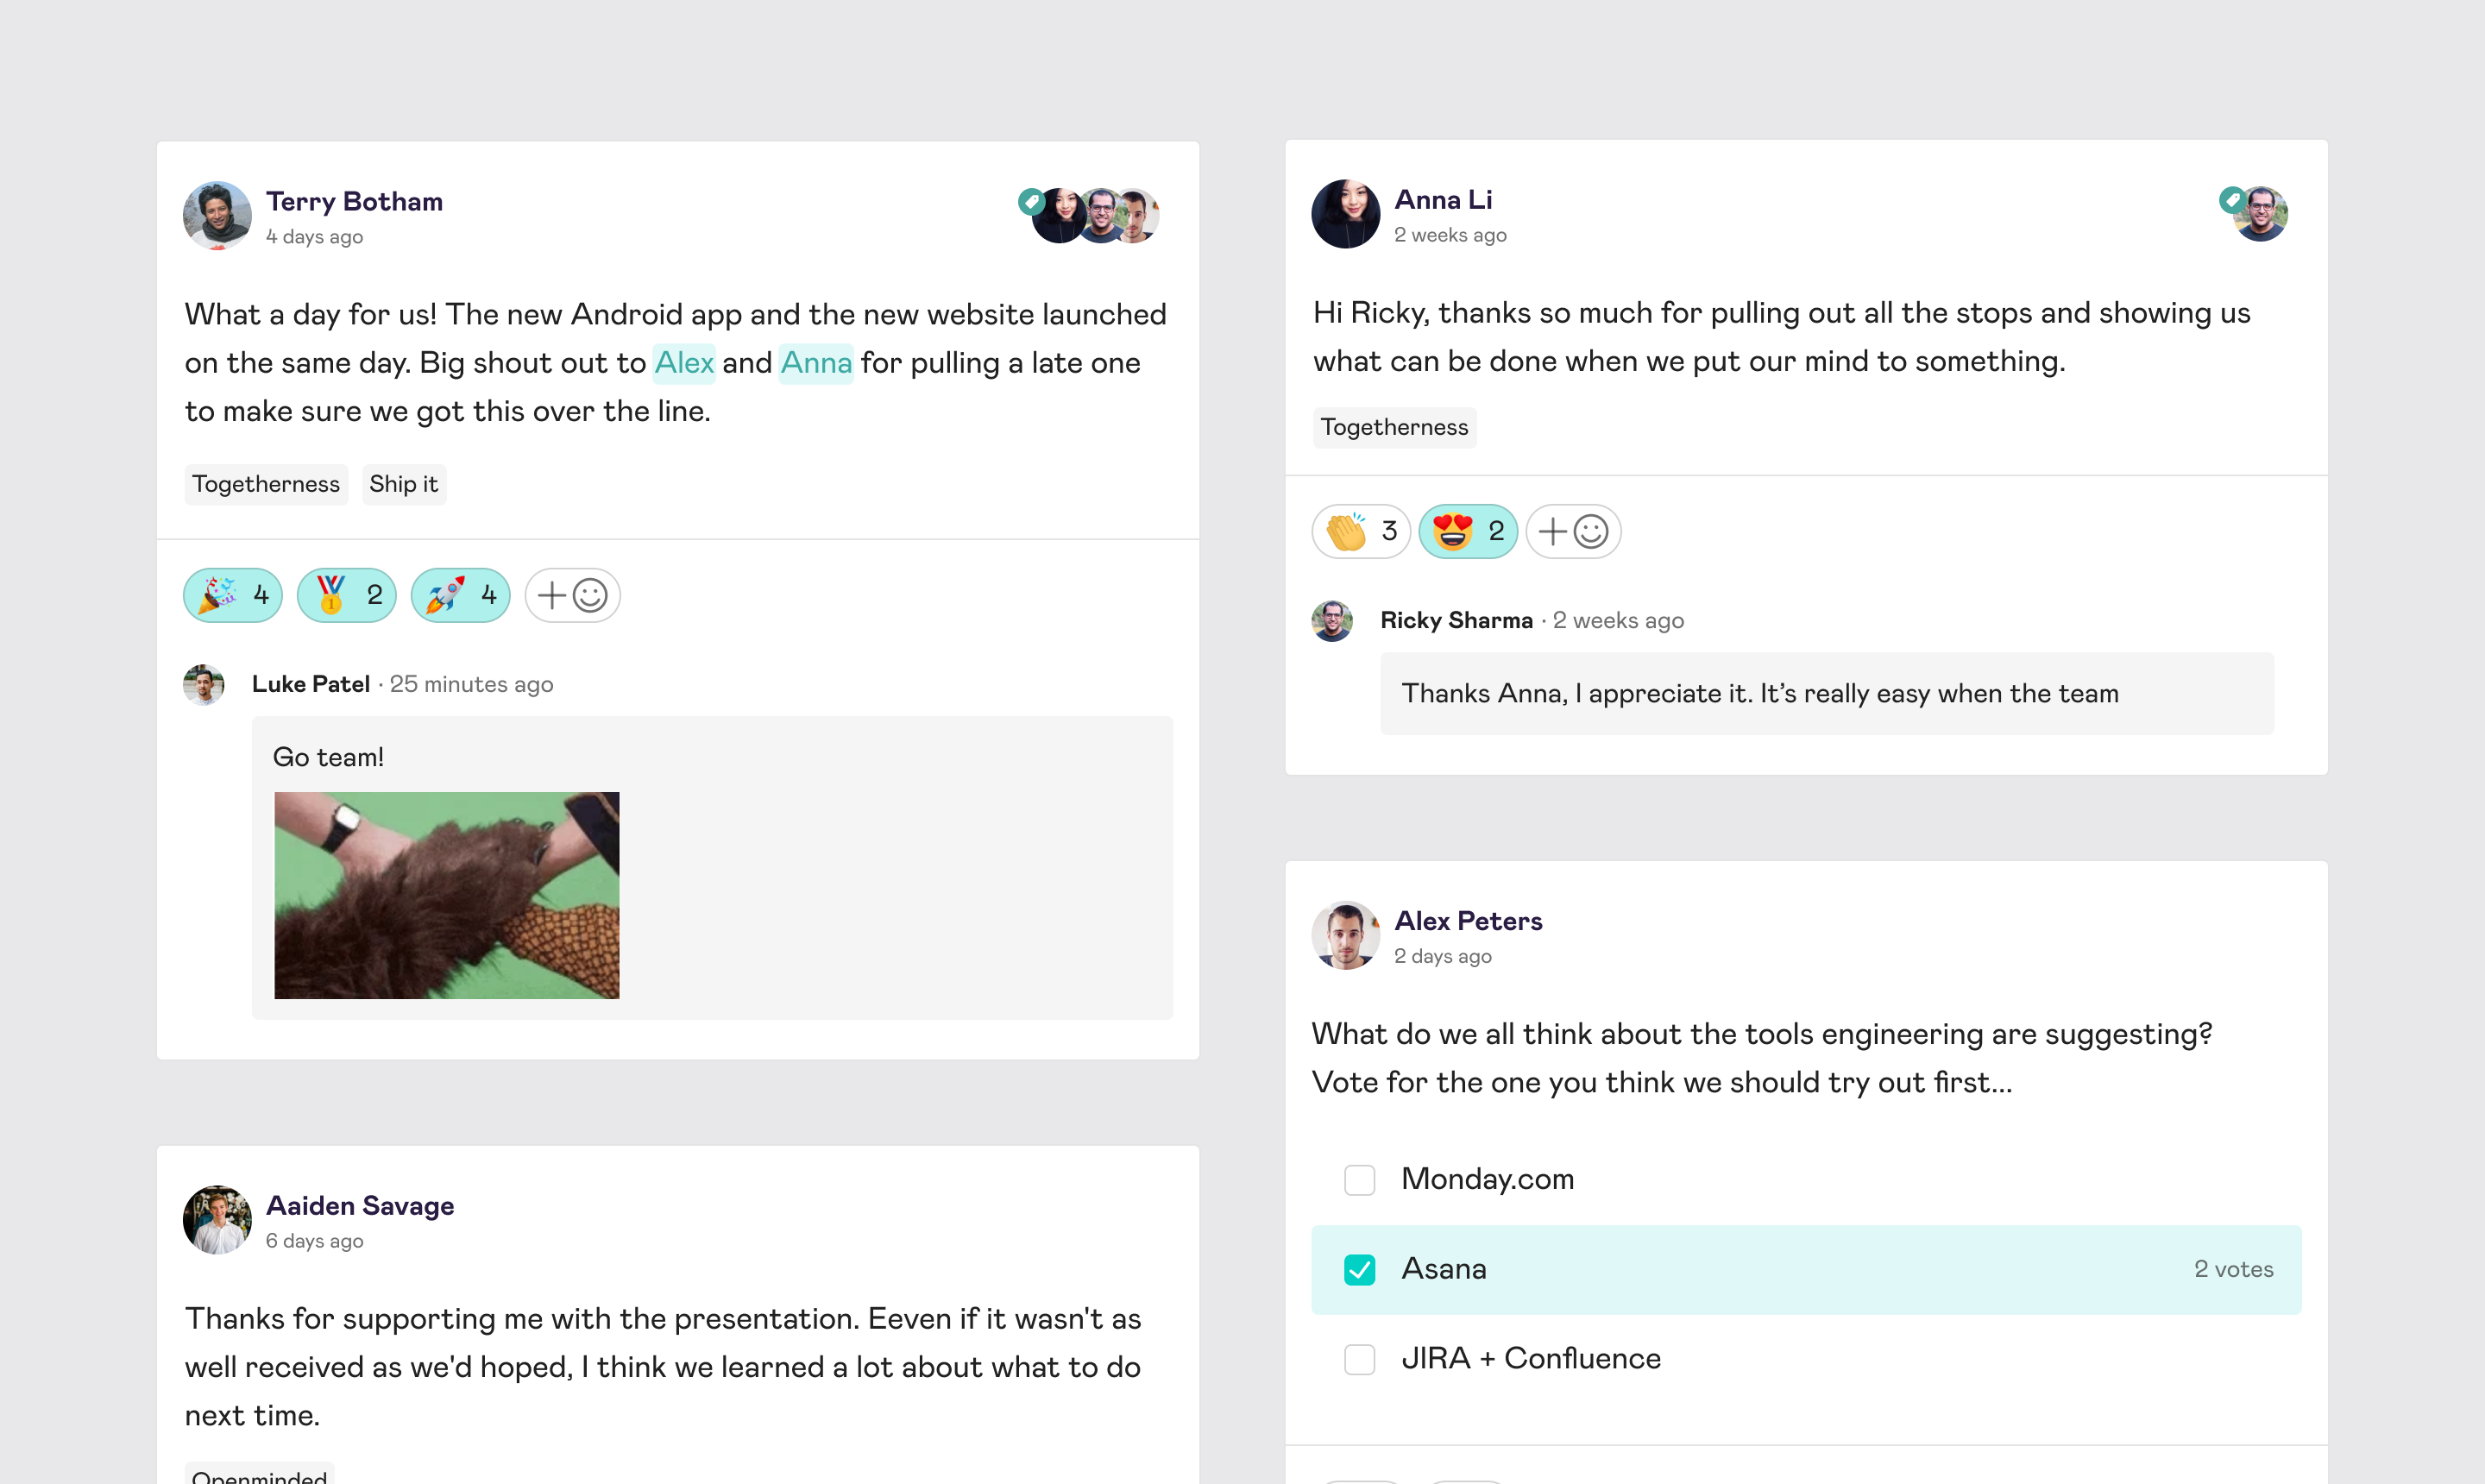 Terry Botham
4 days ago
What a day for us! The new Android app and the new website launched
on the same day. Big shout out to Alex and Anna for pulling a late one
to make sure we got this over the line.
Togetherness Ship it
4 2 4
Luke Patel · 25 minutes ago
Go team!
Aaiden Savage
6 days ago
Thanks for supporting me with the presentation. Eeven if it wasn't as
well received as we'd hoped, I think we learned a lot about what to do
next time.
Openminded
Anna Li
2 weeks ago
Hi Ricky, thanks so much for pulling out all the stops and showing us
what can be done when we put our mind to something.
Togetherness
3 2
Ricky Sharma · 2 weeks ago
Thanks Anna, I appreciate it. It’s really easy when the team
Alex Peters
2 days ago
What do we all think about the tools engineering are suggesting?
Vote for the one you think we should try out first...
Monday.com
Asana 2 votes
JIRA + Confluence